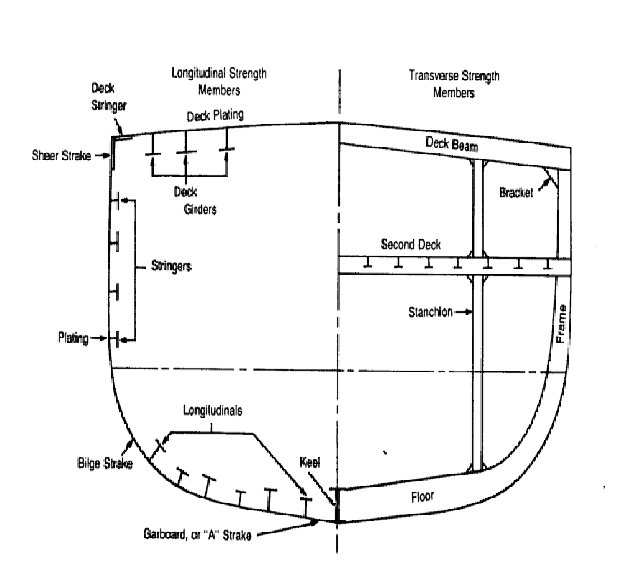 Longitudinal Strength
Members
Transverse Strength
Members
Deck
Stringer
Deck Plating
Sheer Strake
Deck Beam
Deck
Girders
Bracket
Second Deck
Stringers
Stanchion
Frame
Plating
Longitudinals
Bilge Strake
Keel
Floor
Garboard, or "A" Strake